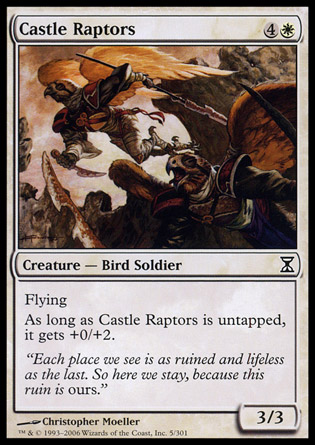 Castle Raptors 4
Creature — Bird Soldier
Flying
As long as Castle Raptors is untapped,
it gets +0/+2.
“Each place we see is as ruined and lifeless
as the last. So here we stay, because this
ruin is ours.”
Christopher Moeller
™ & © 1993–2006 Wizards of the Coast, Inc. 5/301
3/3